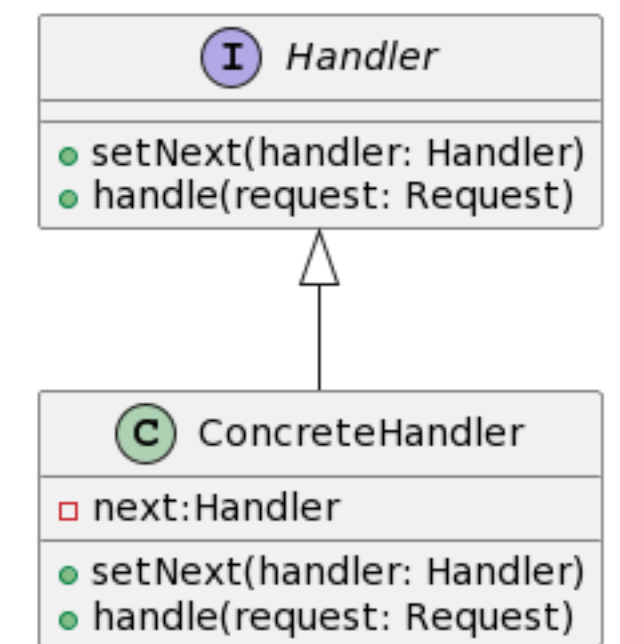 I Handler
setNext(handler: Handler)
handle(request: Request)
C ConcreteHandler
next:Handler
setNext(handler: Handler)
handle(request: Request)